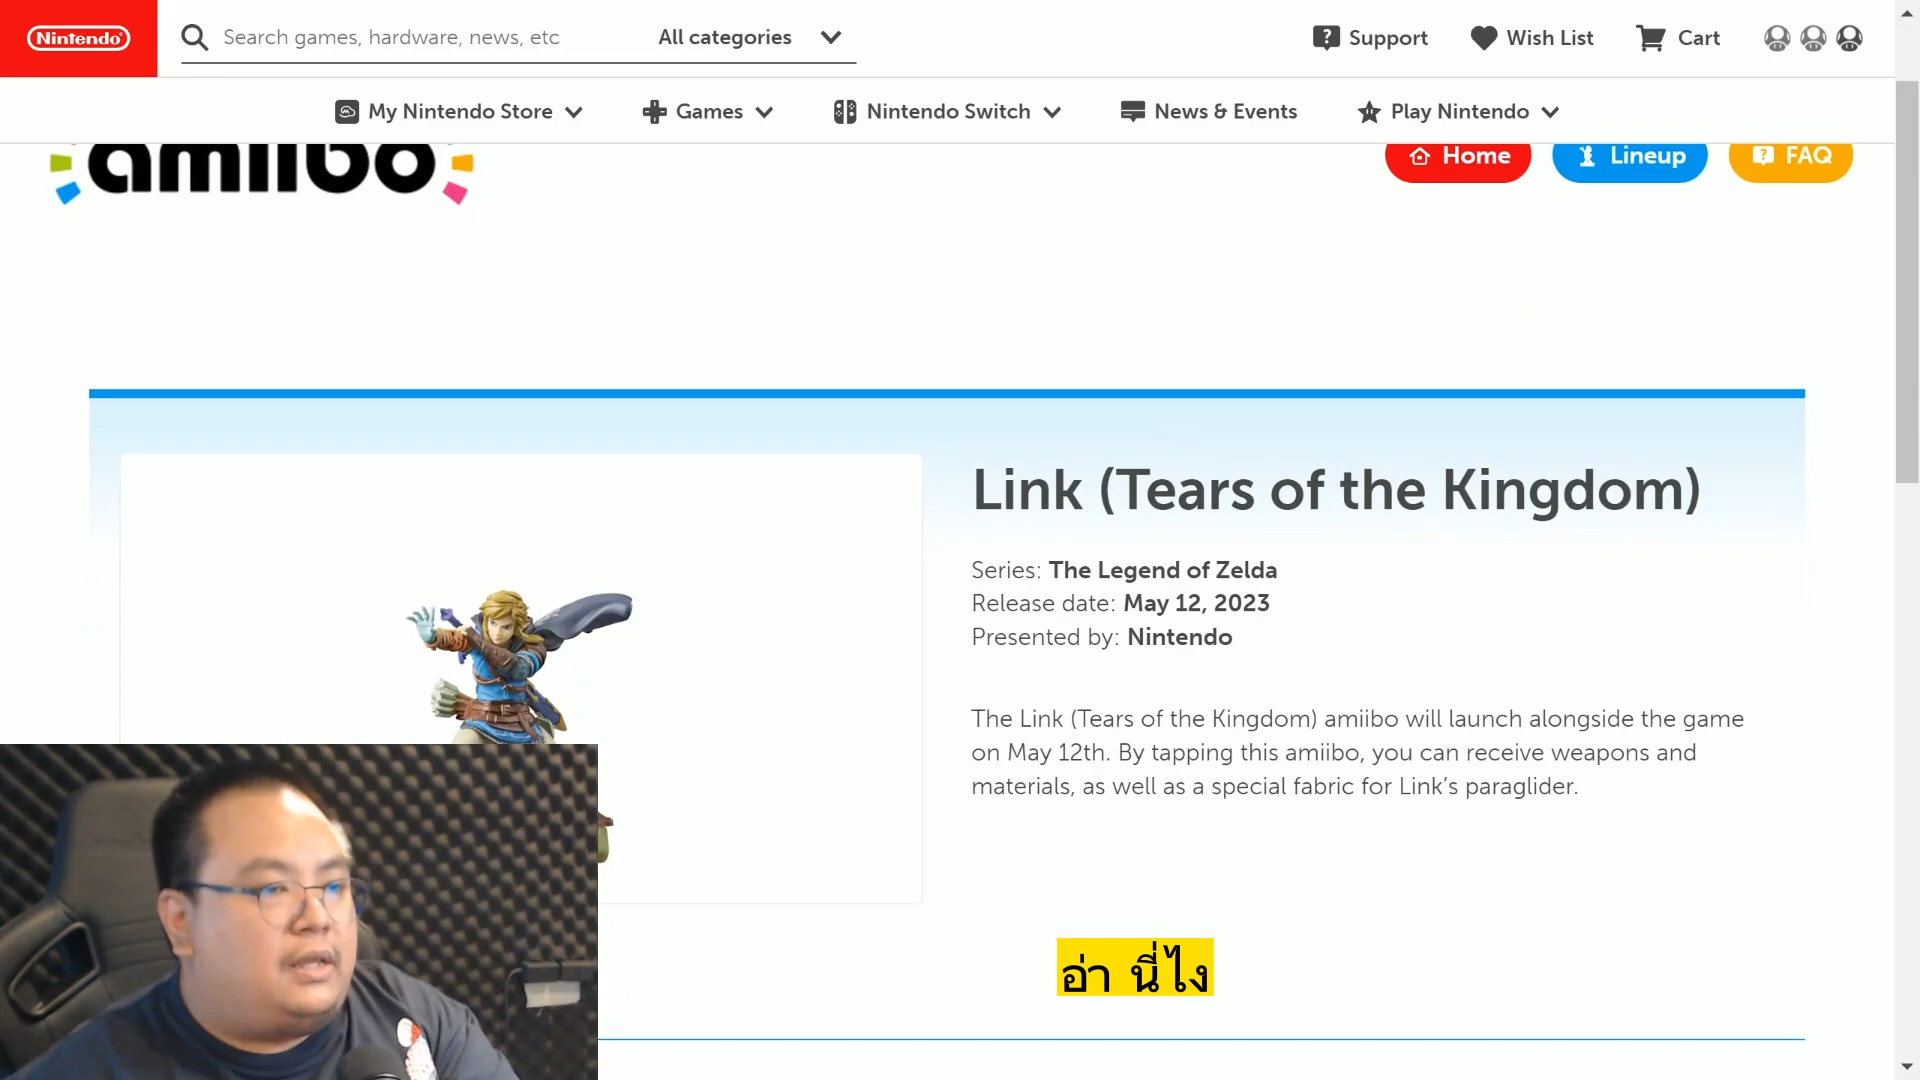 Nintendo
Search games, hardware, news, etc
All categories
Support
Wish List
Cart
My Nintendo Store
Games
Nintendo Switch
News & Events
Play Nintendo
amiibo
Home
Lineup
FAQ
Link (Tears of the Kingdom)
Series: The Legend of Zelda
Release date: May 12, 2023
Presented by: Nintendo
The Link (Tears of the Kingdom) amiibo will launch alongside the game
on May 12th. By tapping this amiibo, you can receive weapons and
materials, as well as a special fabric for Link’s paraglider.
อ่า นี่ไง